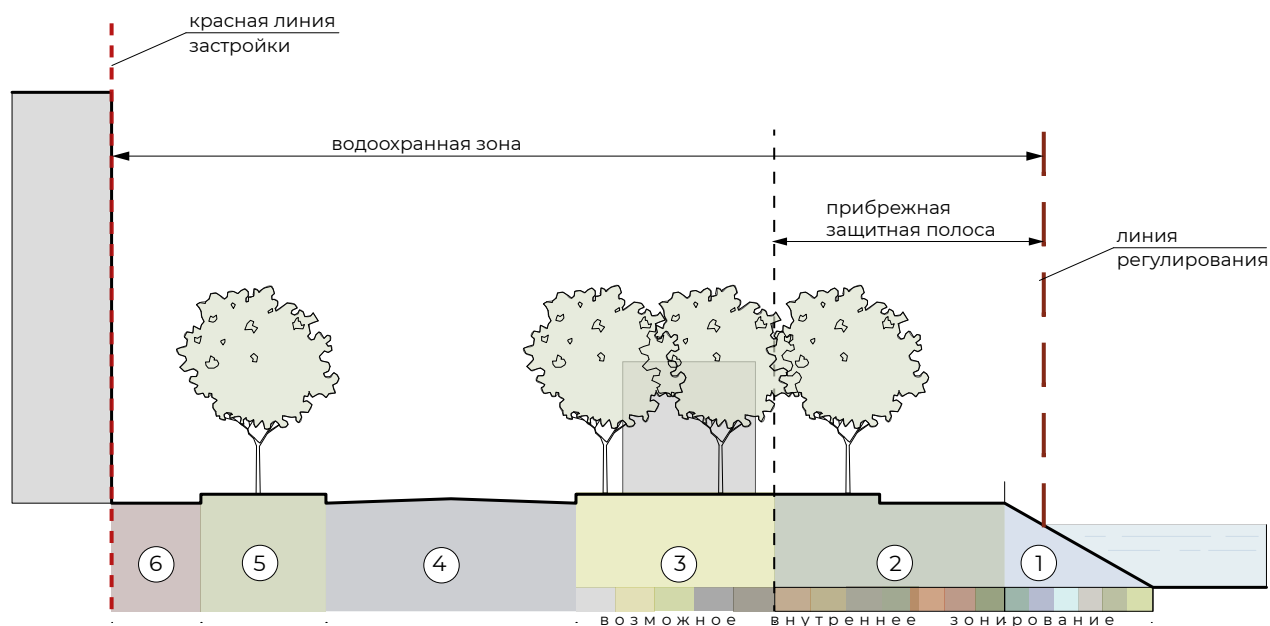 красная линия
застройки
водоохранная зона
прибрежная
защитная полоса
линия
регулирования
6
5
4
3
2
1
возможное внутреннее зонирование